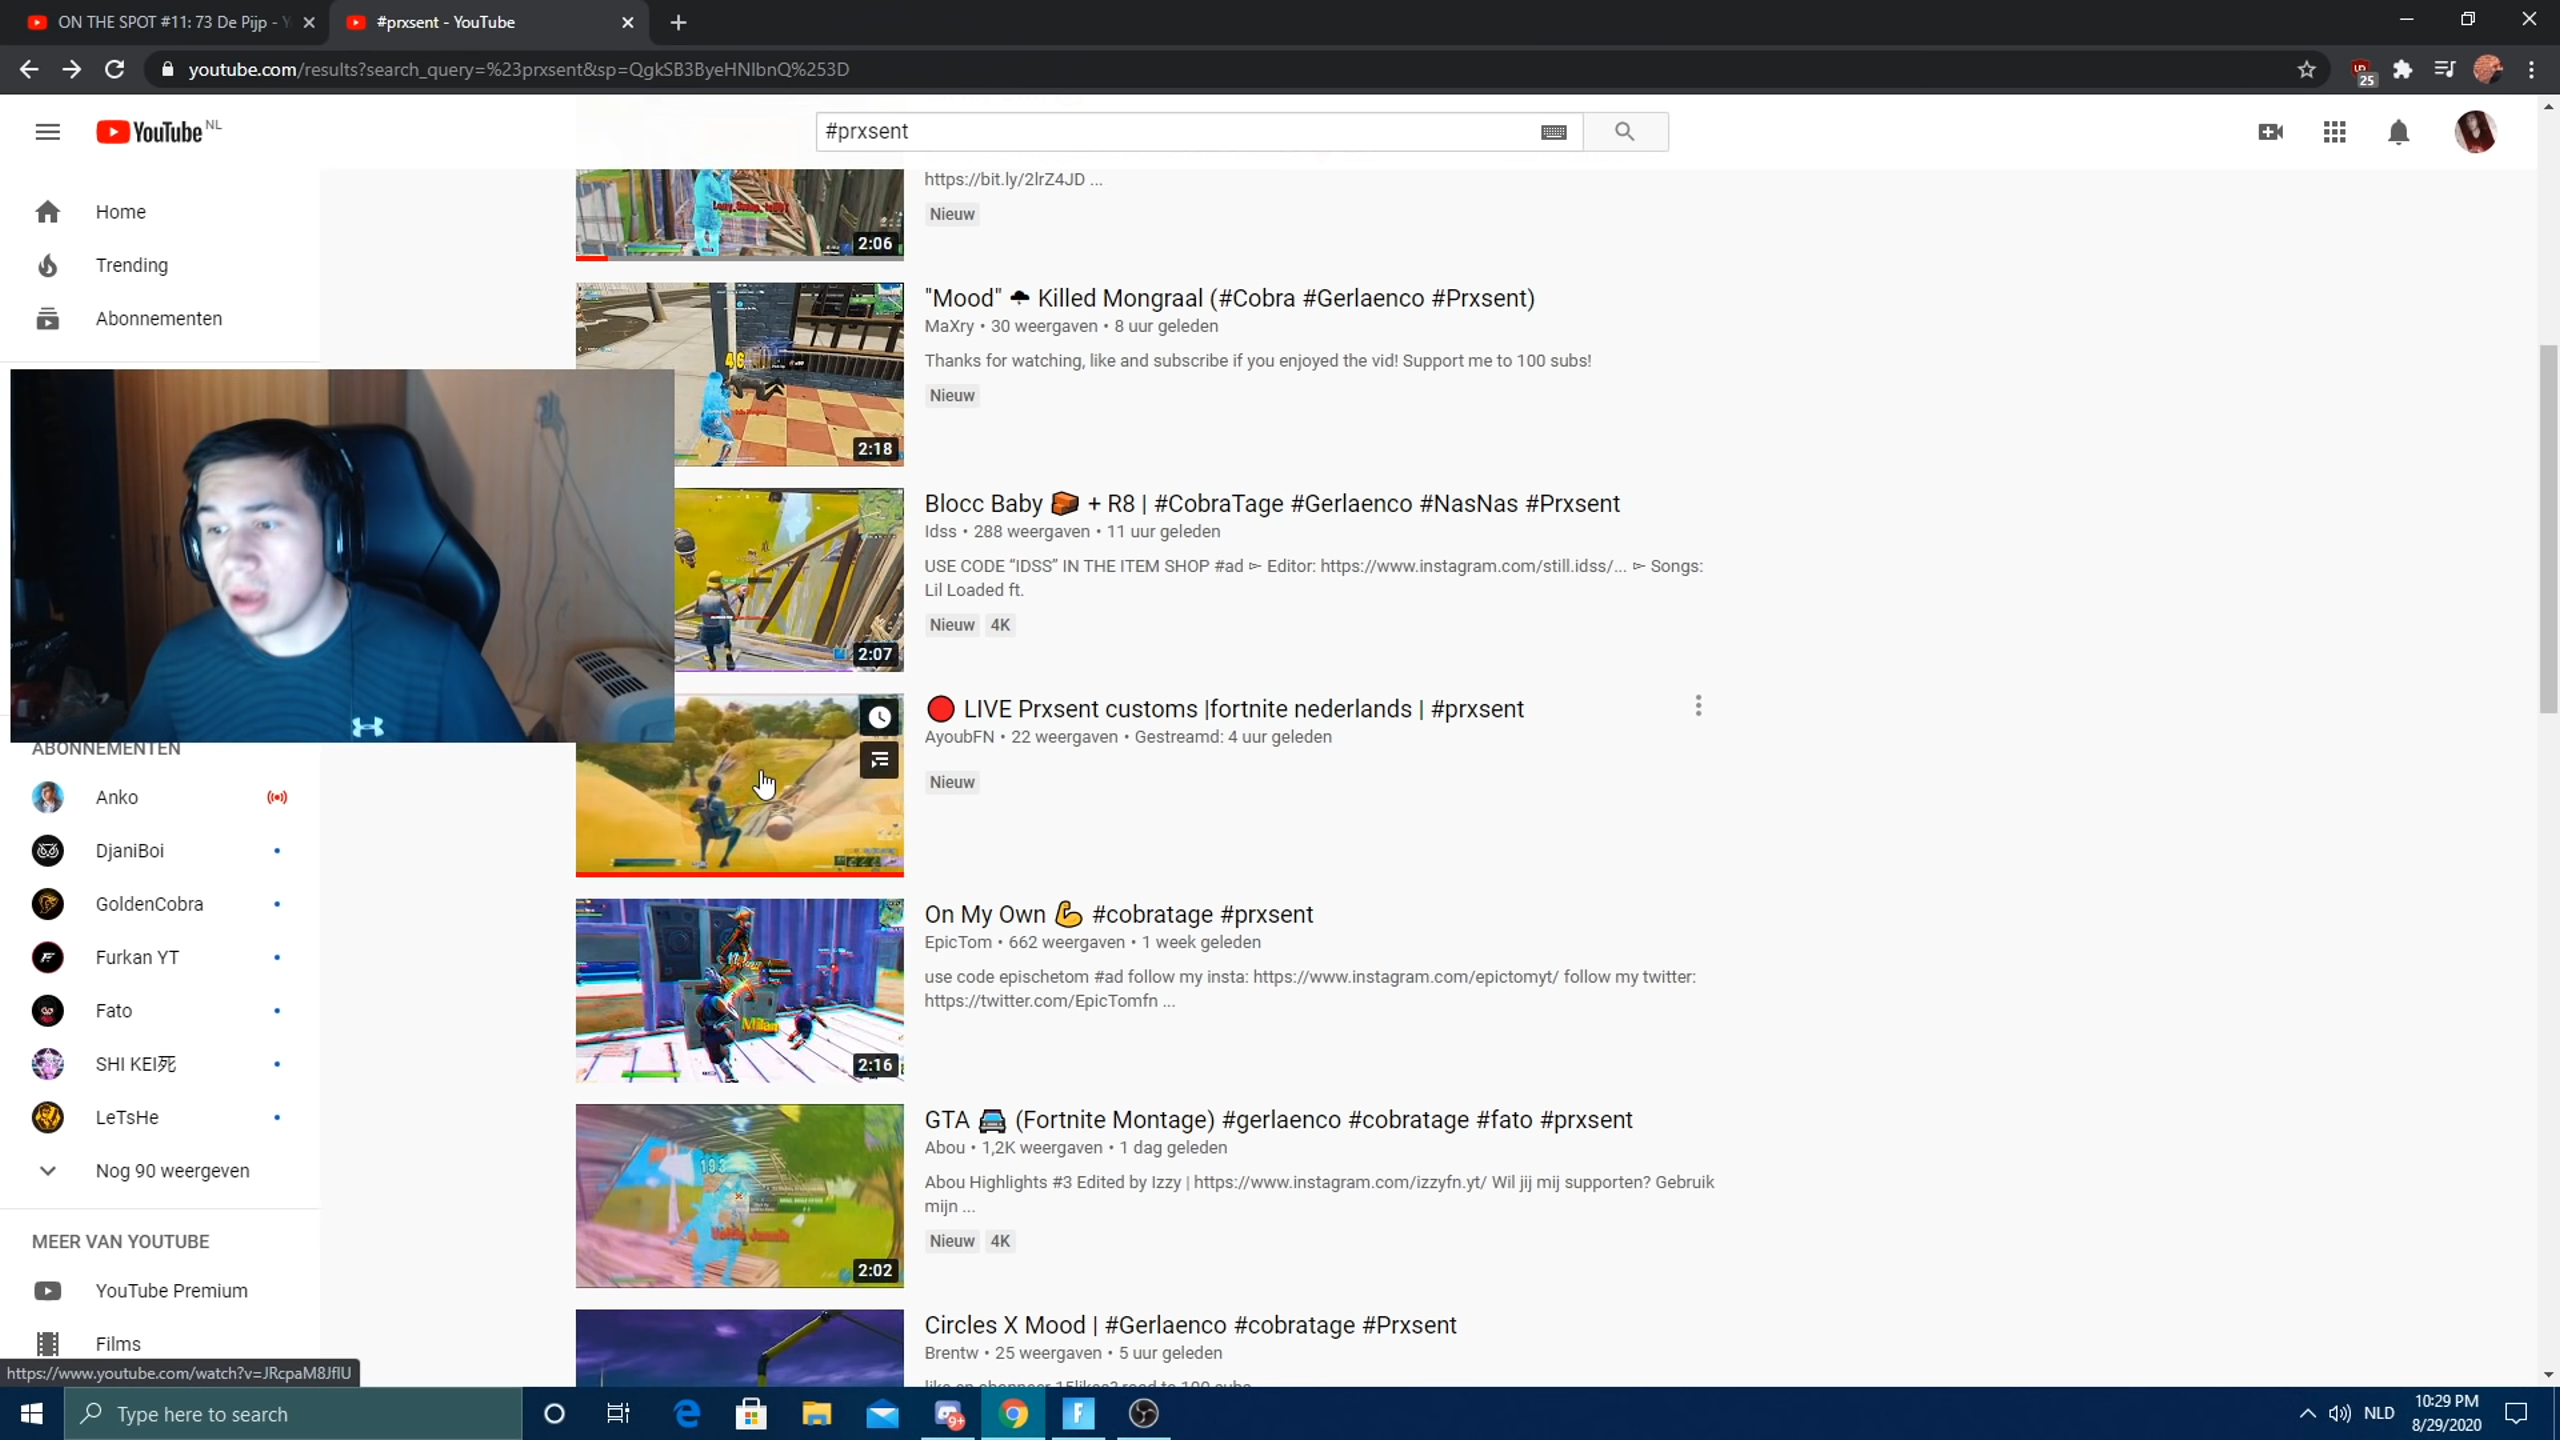 ON THE SPOT #11: 73 De Pijp - Y
#prxsent - YouTube
youtube.com/results?search_query=%23prxsent&sp=QgkSB3ByeHNlbnQ%253D
25
YouTube NL
#prxsent
Home
Trending
Abonnementen
ABONNEMENTEN
Anko
DjaniBoi
GoldenCobra
Furkan YT
Fato
SHI KEI死
LeTsHe
Nog 90 weergeven
MEER VAN YOUTUBE
YouTube Premium
Films
https://www.youtube.com/watch?v=JRcpaM8JflU
https://bit.ly/2lrZ4JD ...
Nieuw
2:06
"Mood" 🌩 Killed Mongraal (#Cobra #Gerlaenco #Prxsent)
MaXry • 30 weergaven • 8 uur geleden
Thanks for watching, like and subscribe if you enjoyed the vid! Support me to 100 subs!
Nieuw
46
2:18
Blocc Baby 🧱 + R8 | #CobraTage #Gerlaenco #NasNas #Prxsent
Idss • 288 weergaven • 11 uur geleden
USE CODE “IDSS” IN THE ITEM SHOP #ad ⊳ Editor: https://www.instagram.com/still.idss/... ⊳ Songs:
Lil Loaded ft.
Nieuw 4K
2:07
🔴 LIVE Prxsent customs |fortnite nederlands | #prxsent
AyoubFN • 22 weergaven • Gestreamd: 4 uur geleden
Nieuw
On My Own 💪 #cobratage #prxsent
EpicTom • 662 weergaven • 1 week geleden
use code epischetom #ad follow my insta: https://www.instagram.com/epictomyt/ follow my twitter:
https://twitter.com/EpicTomfn ...
Milan
2:16
GTA 🚘 (Fortnite Montage) #gerlaenco #cobratage #fato #prxsent
Abou • 1,2K weergaven • 1 dag geleden
Abou Highlights #3 Edited by Izzy | https://www.instagram.com/izzyfn.yt/ Wil jij mij supporten? Gebruik
mijn ...
Nieuw 4K
193
2:02
Circles X Mood | #Gerlaenco #cobratage #Prxsent
Brentw • 25 weergaven • 5 uur geleden
Type here to search
9+
NLD
10:29 PM
8/29/2020